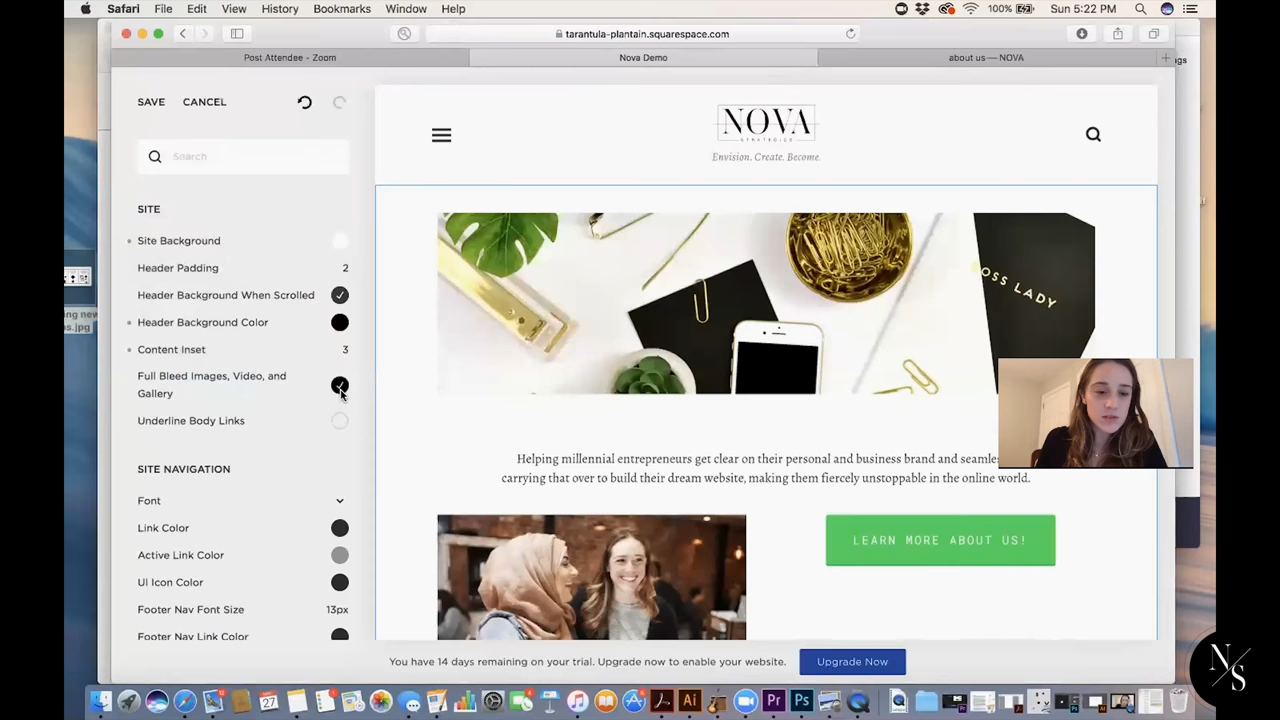 Safari File Edit View History Bookmarks Window Help 100% Sun 5:22 PM
tarantula-plantain.squarespace.com
Post Attendee - Zoom Nova Demo about us — NOVA
SAVE CANCEL
Search
SITE
Site Background
Header Padding 2
Header Background When Scrolled
Header Background Color
Content Inset 3
Full Bleed Images, Video, and
Gallery
Underline Body Links
SITE NAVIGATION
Font
Link Color
Active Link Color
UI Icon Color
Footer Nav Font Size 13px
Footer Nav Link Color
NOVA
STRATEGIES
Envision. Create. Become.
OSS LADY
Helping millennial entrepreneurs get clear on their personal and business brand and
carrying that over to build their dream website, making them fiercely unstoppable in the online world.
LEARN MORE ABOUT US!
You have 14 days remaining on your trial. Upgrade now to enable your website. Upgrade Now
ing new
s.jpg
27
N/S